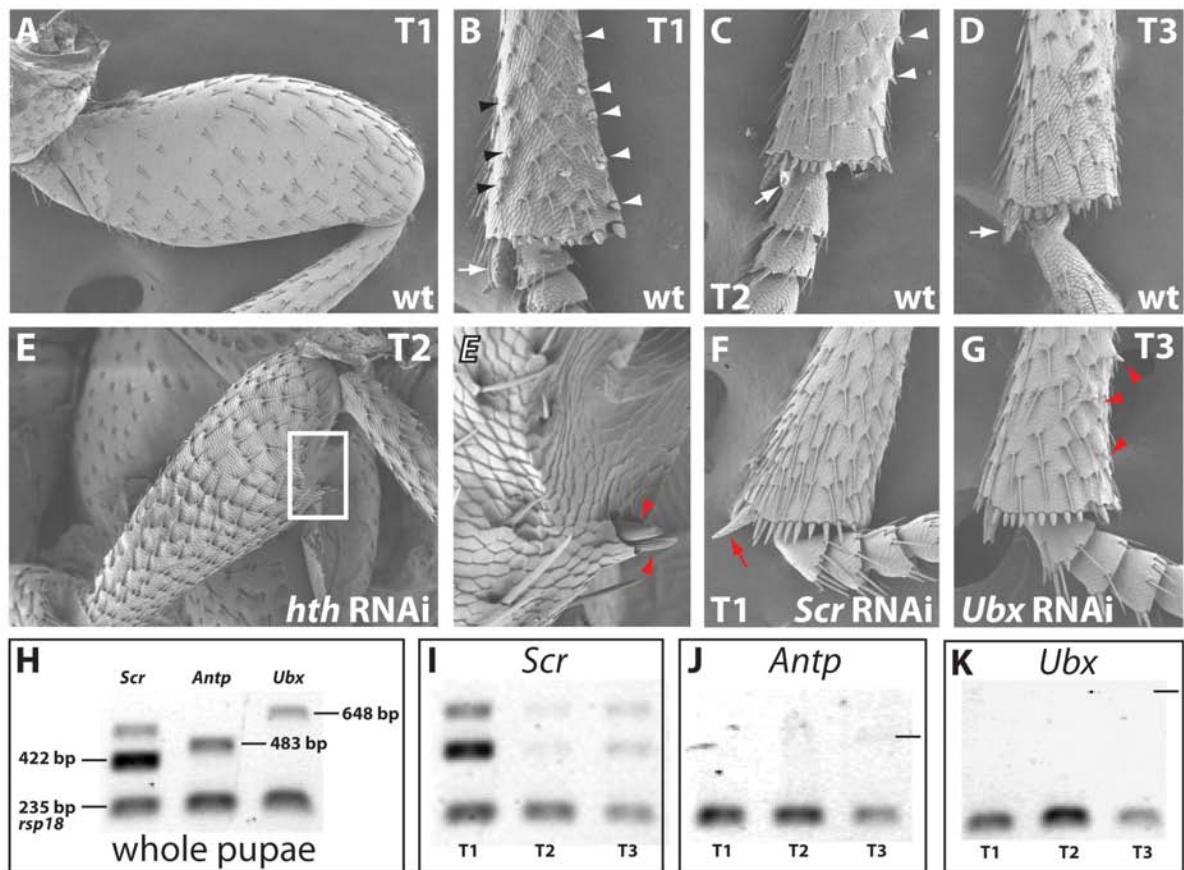 A T1
wt
B T1
wt
C
T2 wt
D T3
wt
E T2
hth RNAi
E
F
T1 Scr RNAi
G T3
Ubx RNAi
H
Scr Antp Ubx
648 bp
483 bp
422 bp
235 bp
rsp18
whole pupae
I Scr
T1 T2 T3
J Antp
T1 T2 T3
K Ubx
T1 T2 T3